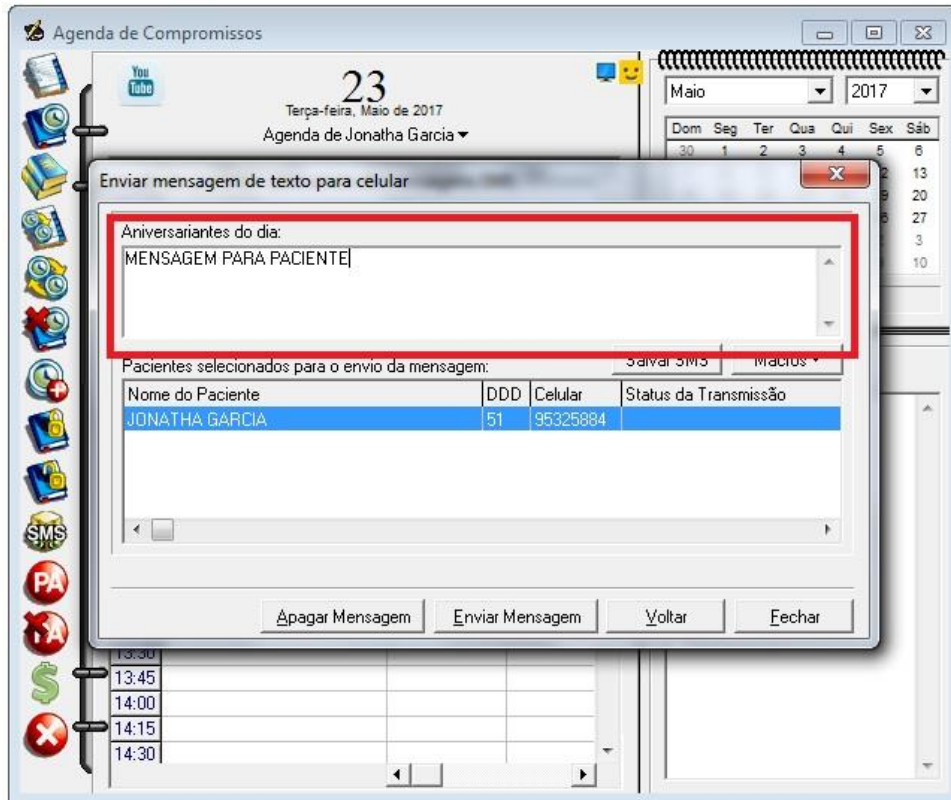 Agenda de Compromissos
You
Tube
23
Terça-feira, Maio de 2017
Agenda de Jonatha Garcia
Maio 2017
Dom Seg Ter Qua Qui Sex Sáb
30 1 2 3 4 5 6
13
20
27
3
10
Enviar mensagem de texto para celular
Aniversariantes do dia:
MENSAGEM PARA PACIENTE
Salvar SMS Macros
Pacientes selecionados para o envio da mensagem:
Nome do Paciente DDD Celular Status da Transmissão
JONATHA GARCIA 51 95325884
SMS
PA
Apagar Mensagem Enviar Mensagem Voltar Fechar
13:30
13:45
14:00
14:15
14:30